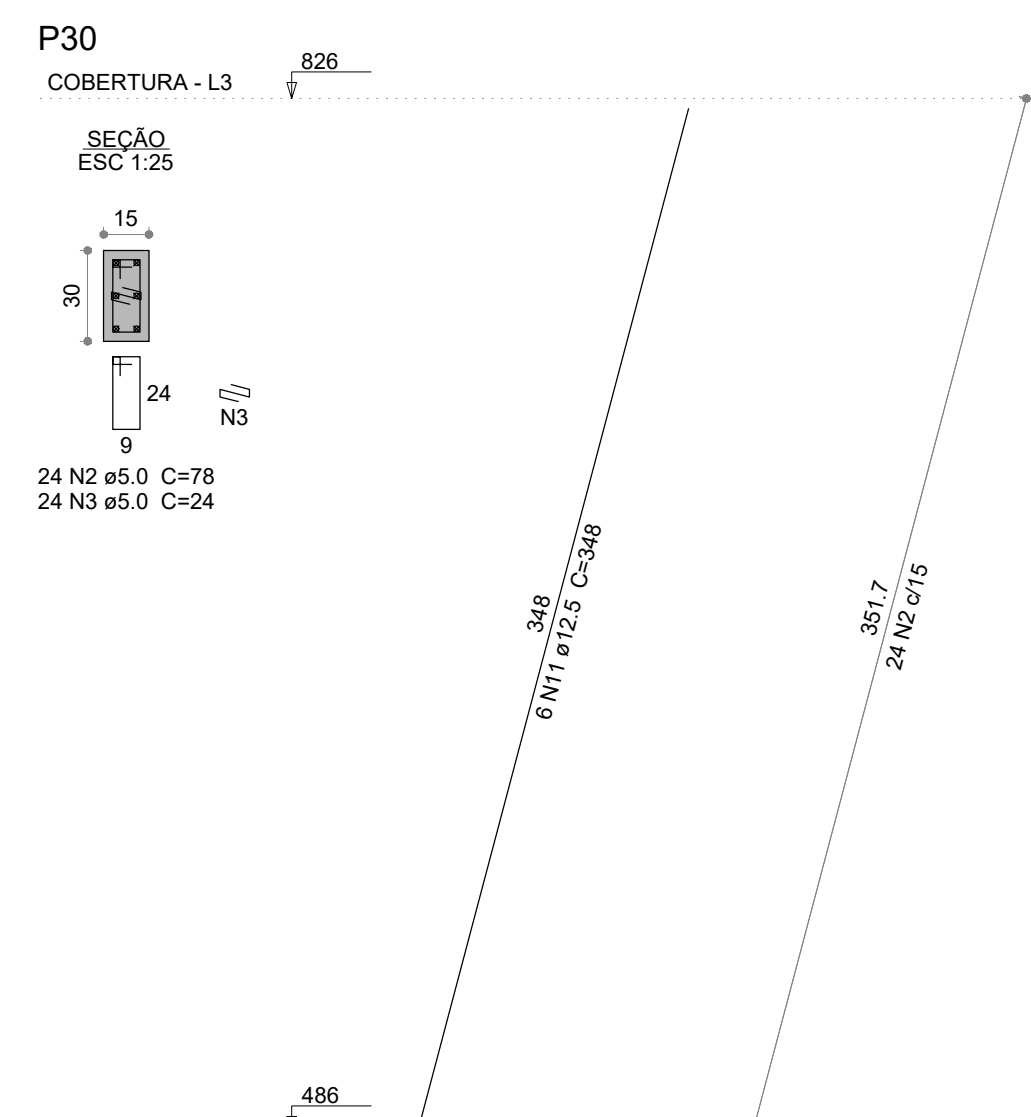 P30
COBERTURA - L3
826
SEÇÃO
ESC 1:25
15
30
24
9
N3
24 N2 ø5.0  C=78
24 N3 ø5.0  C=24
348
6 N11 ø12.5  C=348
351.7
24 N2 c/15
486